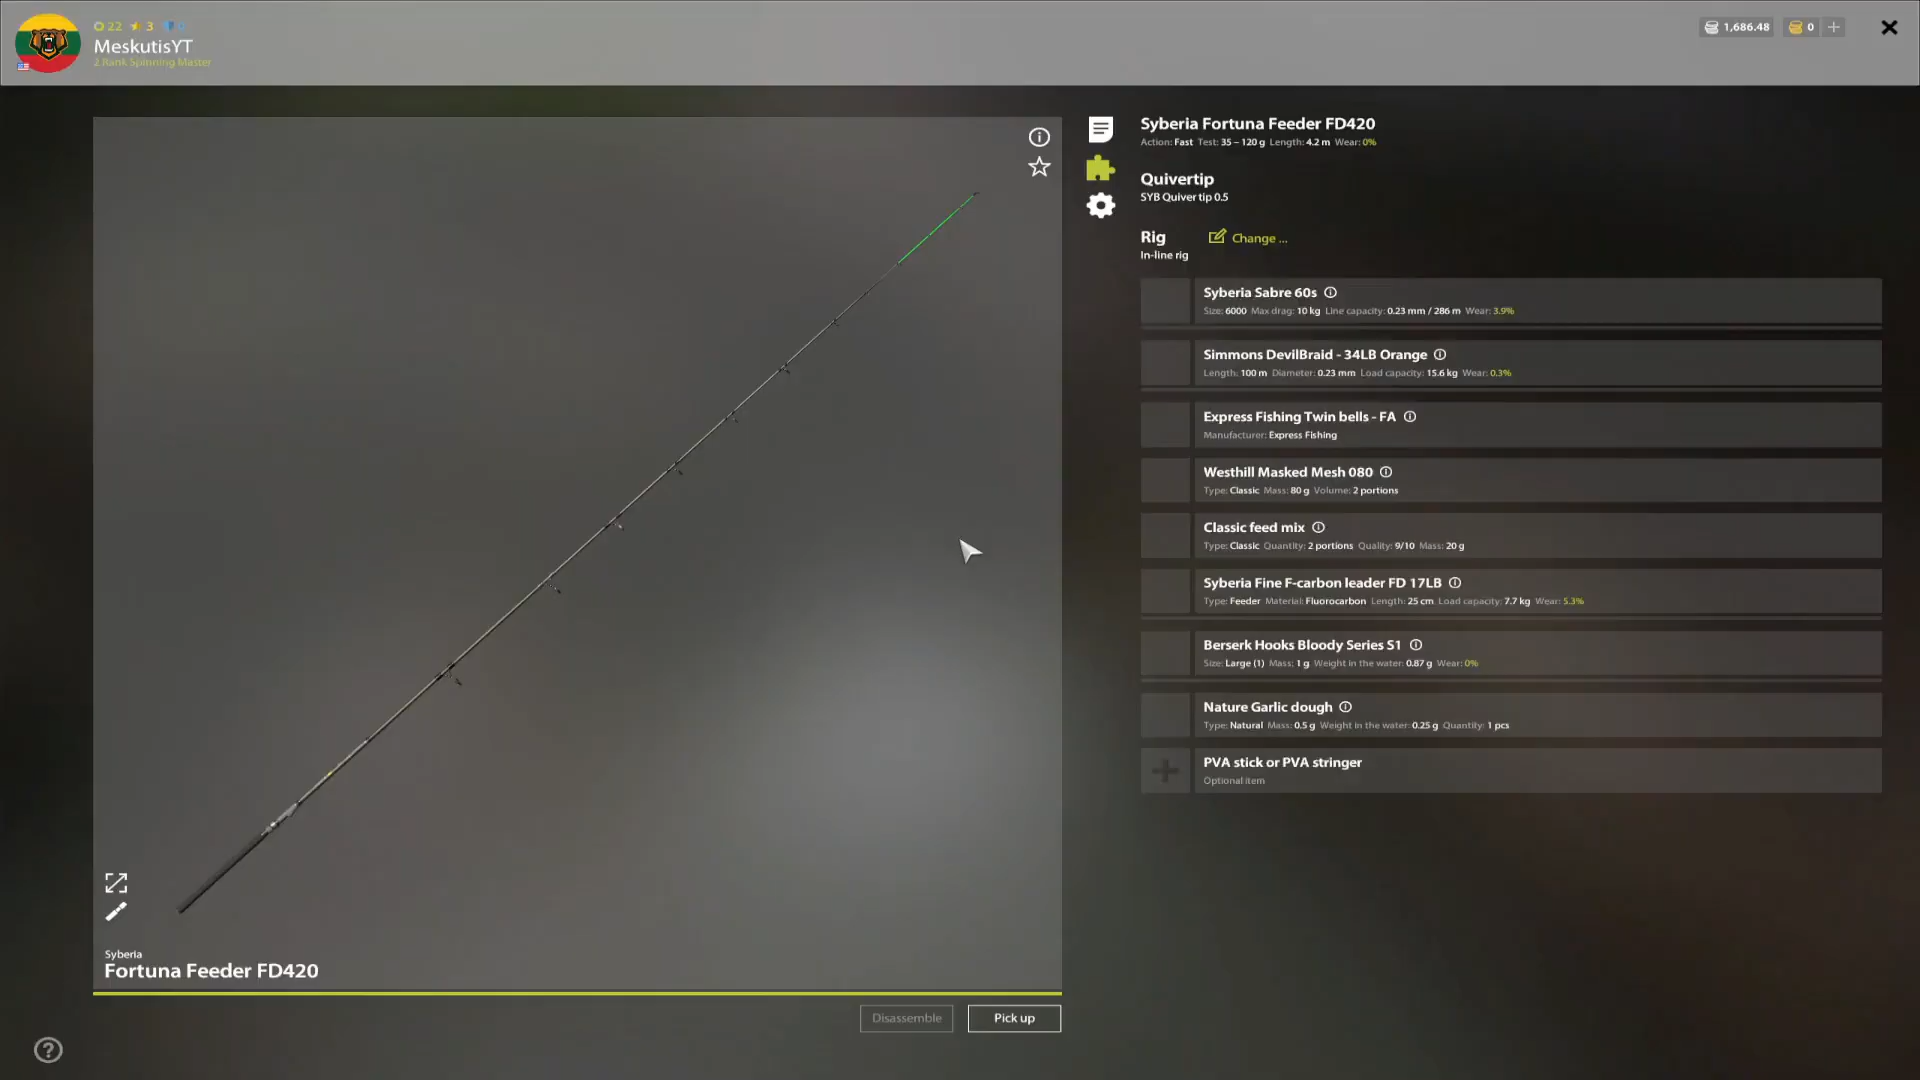 22 3
MeskutisYT
2 Rank Spinning Master
1,686.48
0
Syberia
Fortuna Feeder FD420
Disassemble
Pick up
Syberia Fortuna Feeder FD420
Action: Fast Test: 35 – 120 g Length: 4.2 m Wear: 0%
Quivertip
SYB Quiver tip 0.5
Rig
Change ...
In-line rig
Syberia Sabre 60s
Size: 6000 Max drag: 10 kg Line capacity: 0.23 mm / 286 m Wear: 3.9%
Simmons DevilBraid - 34LB Orange
Length: 100 m Diameter: 0.23 mm Load capacity: 15.6 kg Wear: 0.3%
Express Fishing Twin bells - FA
Manufacturer: Express Fishing
Westhill Masked Mesh 080
Type: Classic Mass: 80 g Volume: 2 portions
Classic feed mix
Type: Classic Quantity: 2 portions Quality: 9/10 Mass: 20 g
Syberia Fine F-carbon leader FD 17LB
Type: Feeder Material: Fluorocarbon Length: 25 cm Load capacity: 7.7 kg Wear: 5.3%
Berserk Hooks Bloody Series S1
Size: Large (1) Mass: 1 g Weight in the water: 0.87 g Wear: 0%
Nature Garlic dough
Type: Natural Mass: 0.5 g Weight in the water: 0.25 g Quantity: 1 pcs
PVA stick or PVA stringer
Optional item